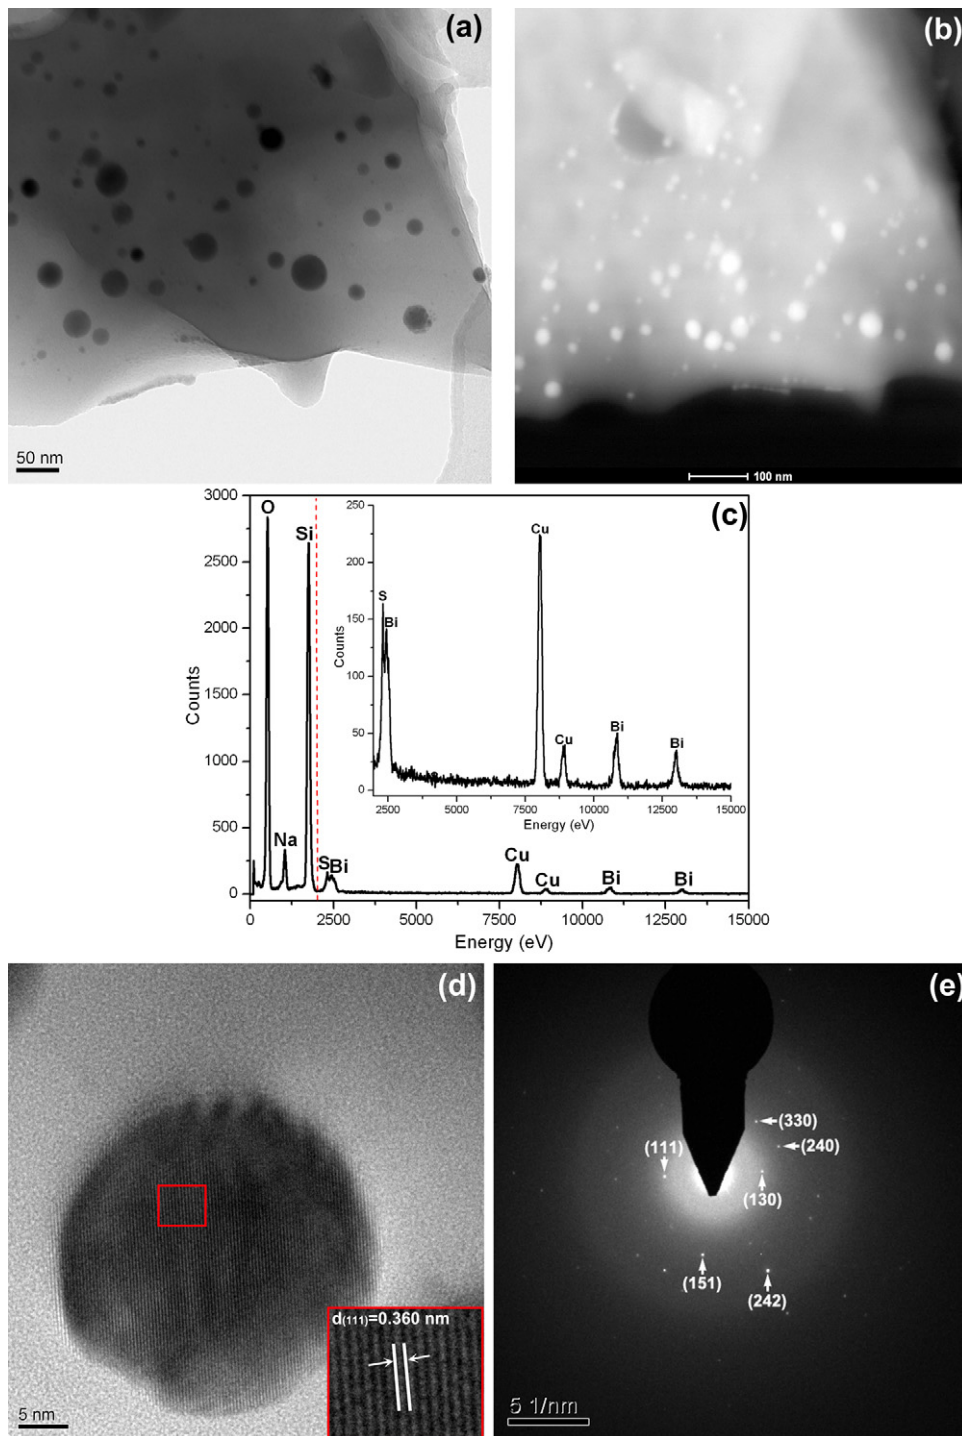 (a)
(b)
50 nm
100 nm
3000
2500
2000
1500
1000
500
0
Counts
O
Si
Na
S
Bi
Cu
Cu
Bi
Bi
0
2500
5000
7500
10000
12500
15000
Energy (eV)
(c)
250
200
150
100
50
0
Counts
S
Bi
Cu
Cu
Bi
Bi
2500
5000
7500
10000
12500
15000
Energy (eV)
(d)
d(111)=0.360 nm
5 nm
(e)
(330)
(240)
(111)
(130)
(151)
(242)
5 1/nm